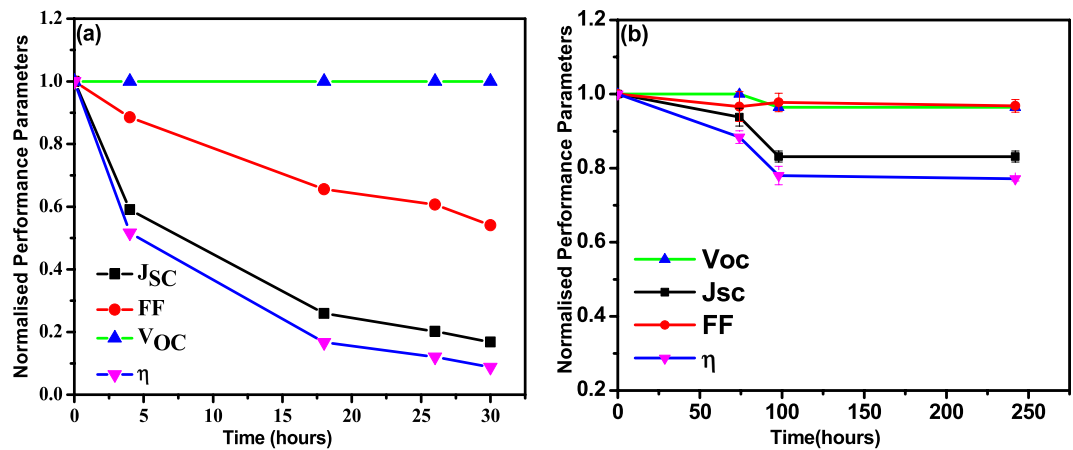 (a)
Normalised Performance Parameters
1.2
1.0
0.8
0.6
0.4
0.2
0.0
J_SC
FF
V_OC
η
0 5 10 15 20 25 30
Time (hours)
(b)
Normalised Performance Parameters
1.2
1.0
0.8
0.6
0.4
0.2
Voc
Jsc
FF
η
0 50 100 150 200 250
Time(hours)